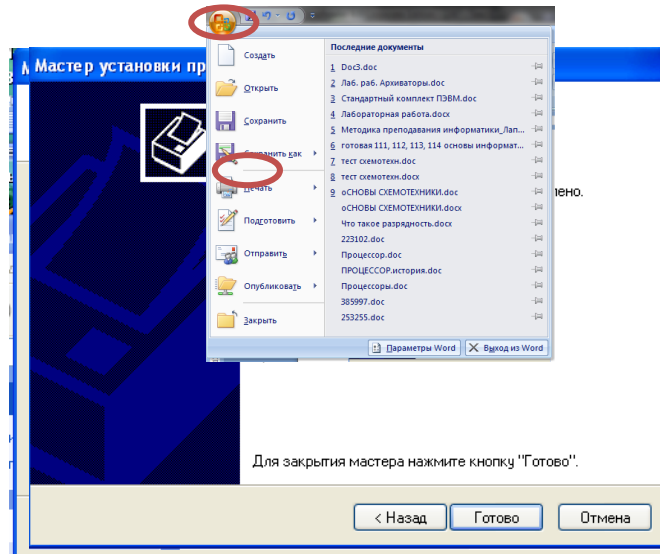 Мастер установки пр
Создать
Открыть
Сохранить
Сохранить как
Печать
Подготовить
Отправить
Опубликовать
Закрыть
Последние документы
1 Doc3.doc
2 Лаб. раб. Архиваторы.doc
3 Стандартный комплект ПЭВМ.doc
4 Лабораторная работа.docx
5 Методика преподавания информатики_Лап...
6 готовая 111, 112, 113, 114 основы информат...
7 тест схемотехн.doc
8 тест схемотехн.docx
9 оСНОВЫ СХЕМОТЕХНИКИ.doc
оСНОВЫ СХЕМОТЕХНИКИ.docx
Что такое разрядность.docx
223102.doc
Процессор.doc
ПРОЦЕССОР.история.doc
Процессоры.doc
385997.doc
253255.doc
Параметры Word
Выход из Word
лено.
Для закрытия мастера нажмите кнопку "Готово".
< Назад
Готово
Отмена